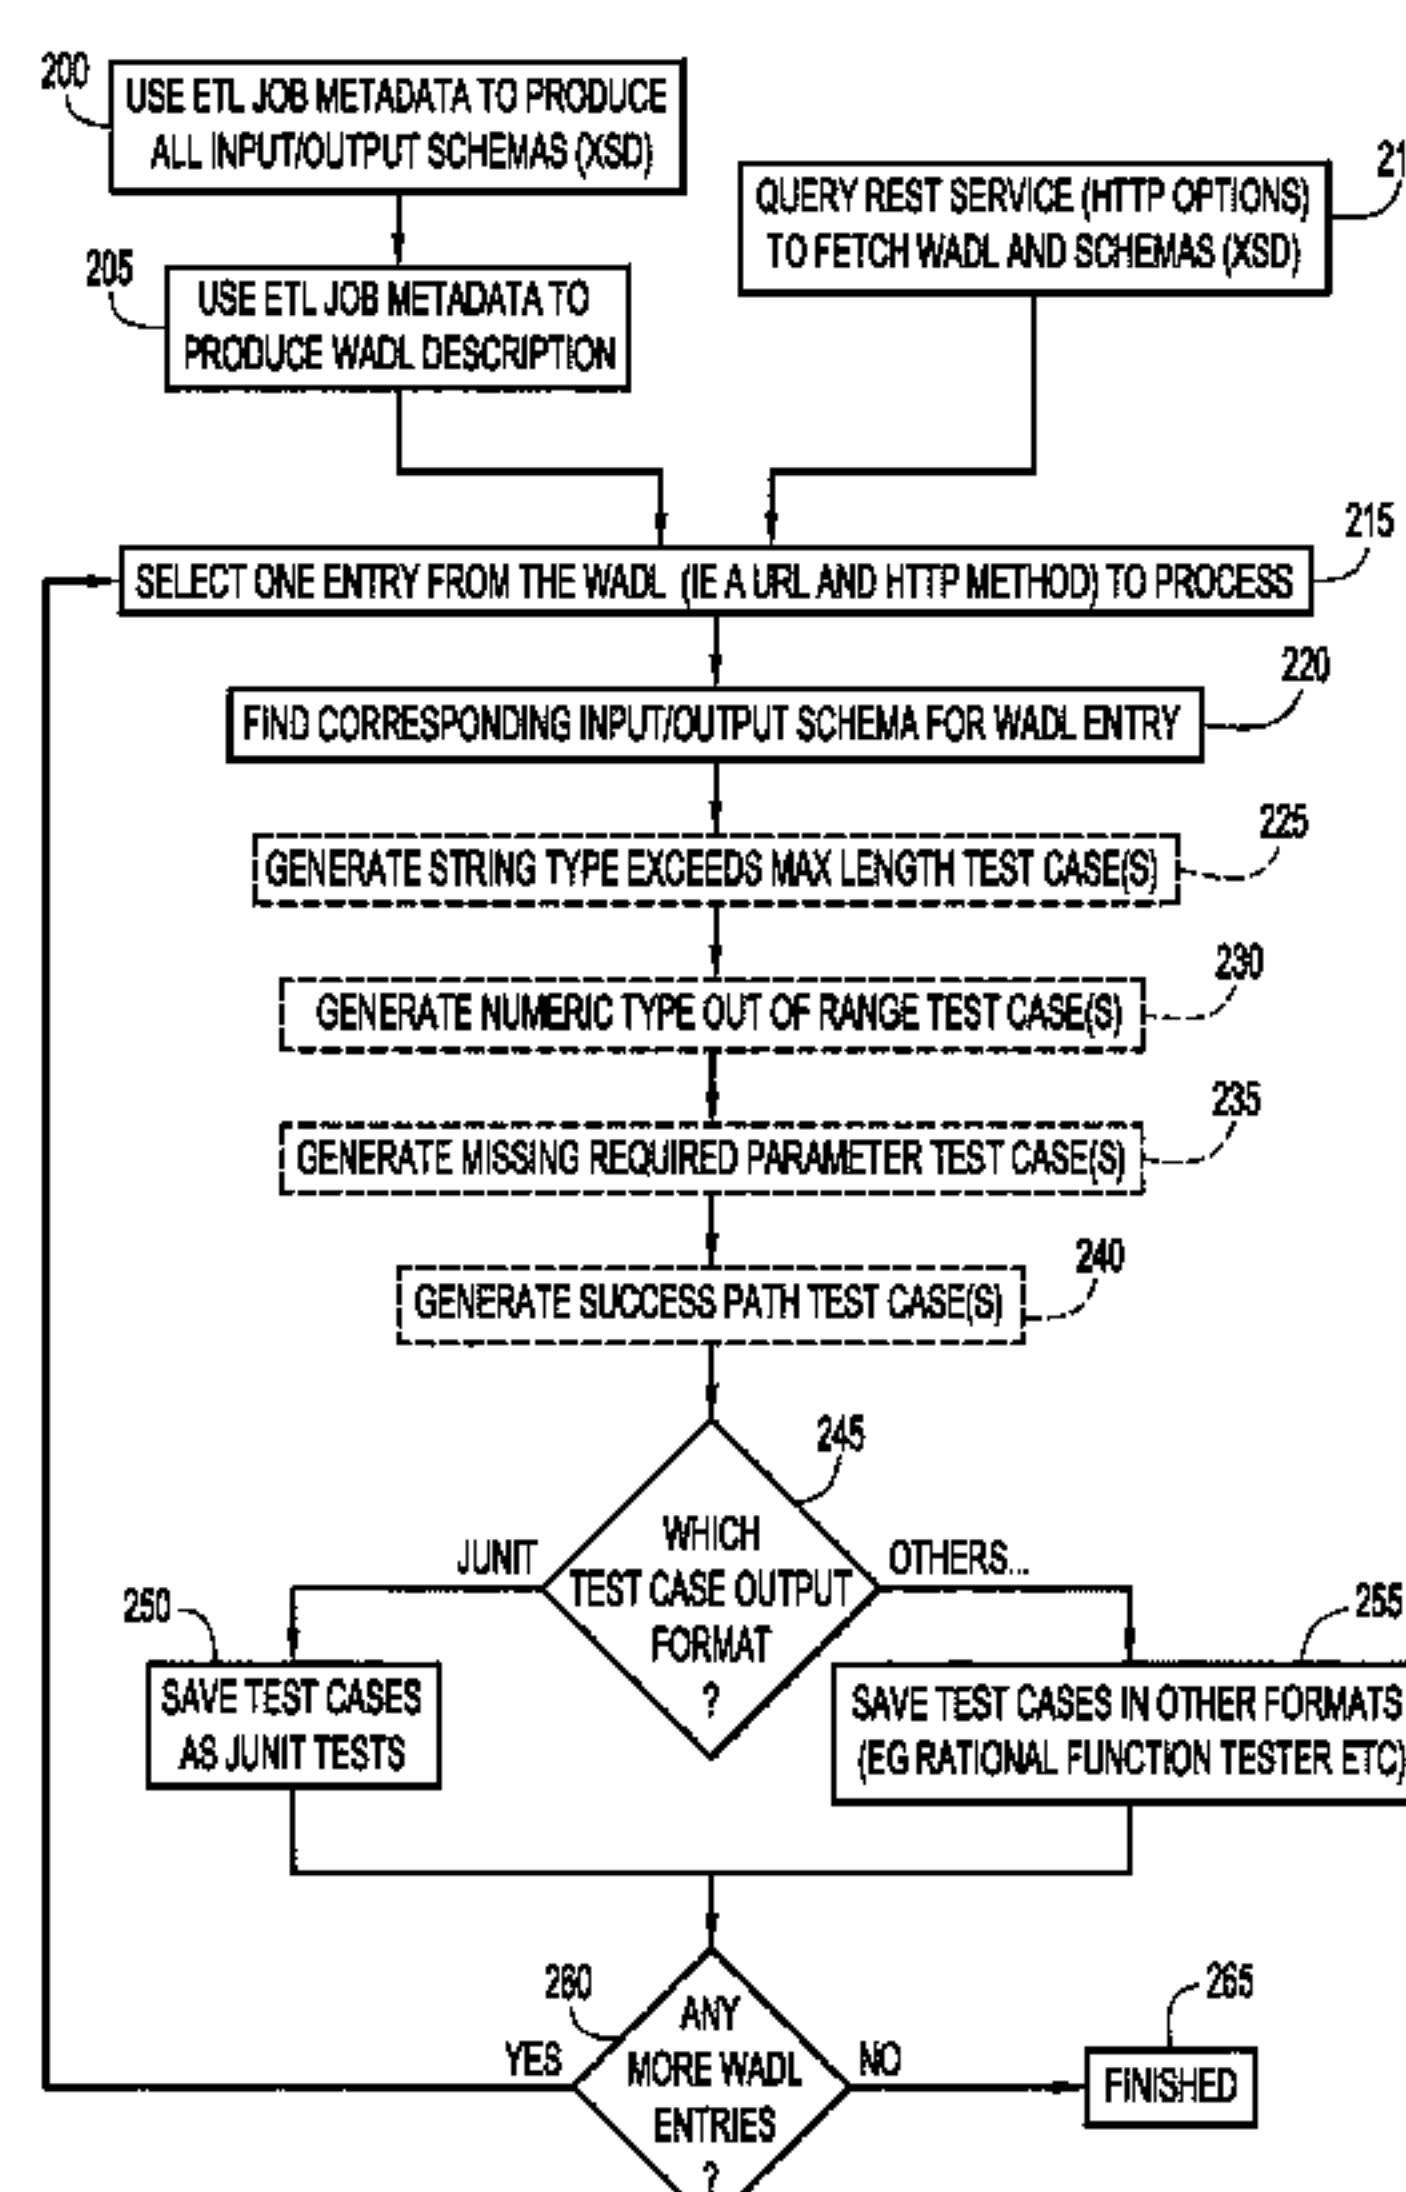 200
USE ETL JOB METADATA TO PRODUCE
ALL INPUT/OUTPUT SCHEMAS (XSD)
21
QUERY REST SERVICE (HTTP OPTIONS)
TO FETCH WADL AND SCHEMAS (XSD)
205
USE ETL JOB METADATA TO
PRODUCE WADL DESCRIPTION
215
SELECT ONE ENTRY FROM THE WADL (IE A URL AND HTTP METHOD) TO PROCESS
220
FIND CORRESPONDING INPUT/OUTPUT SCHEMA FOR WADL ENTRY
225
GENERATE STRING TYPE EXCEEDS MAX LENGTH TEST CASE(S)
230
GENERATE NUMERIC TYPE OUT OF RANGE TEST CASE(S)
235
GENERATE MISSING REQUIRED PARAMETER TEST CASE(S)
240
GENERATE SUCCESS PATH TEST CASE(S)
245
WHICH
TEST CASE OUTPUT
FORMAT
?
JUNIT
OTHERS...
250
SAVE TEST CASES
AS JUNIT TESTS
255
SAVE TEST CASES IN OTHER FORMATS
(EG RATIONAL FUNCTION TESTER ETC)
260
ANY
MORE WADL
ENTRIES
?
YES
NO
265
FINISHED